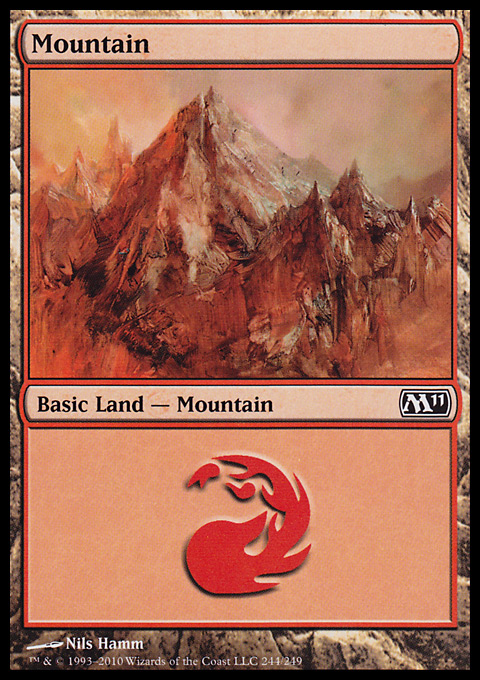 Mountain
Basic Land — Mountain
M11
Nils Hamm
™ & © 1993–2010 Wizards of the Coast LLC 244/249